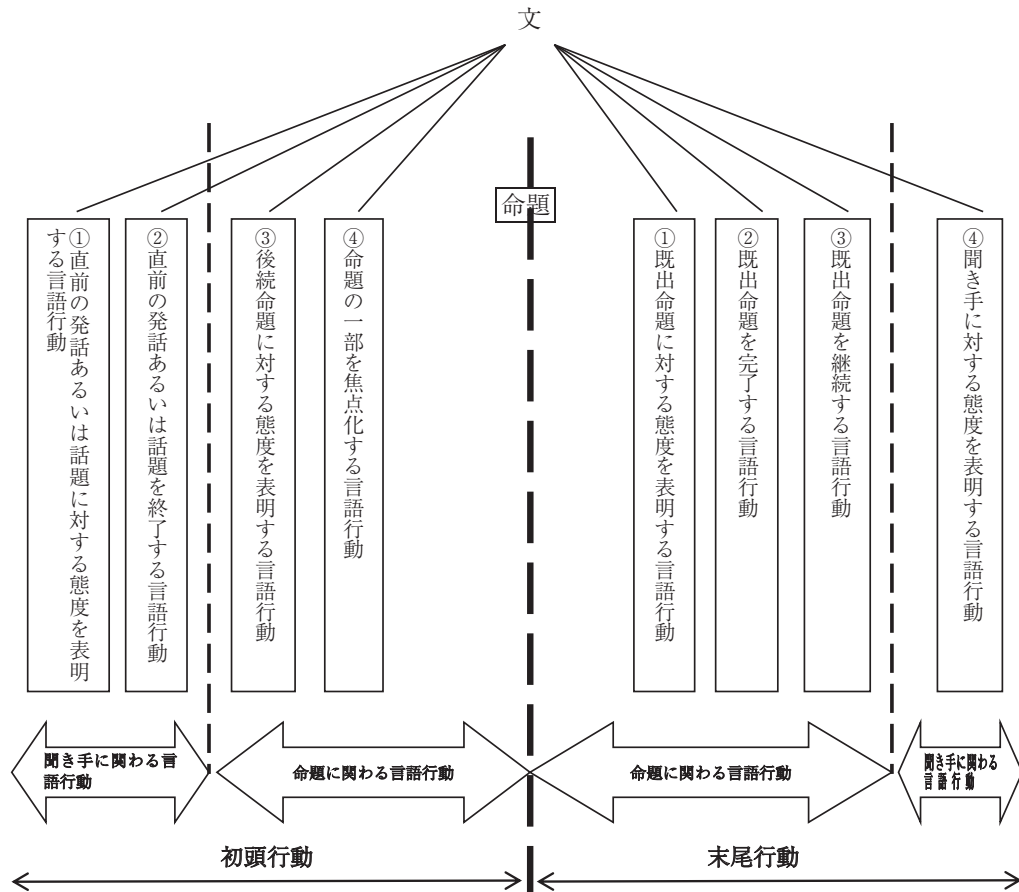 文
命題
①直前の発話あるいは話題に対する態度を表明
する言語行動
②直前の発話あるいは話題を終了する言語行動
③後続命題に対する態度を表明する言語行動
④命題の一部を焦点化する言語行動
①既出命題に対する態度を表明する言語行動
②既出命題を完了する言語行動
③既出命題を継続する言語行動
④聞き手に対する態度を表明する言語行動
聞き手に関わる言
語行動
命題に関わる言語行動
命題に関わる言語行動
聞き手に関わる
言語行動
初頭行動
末尾行動